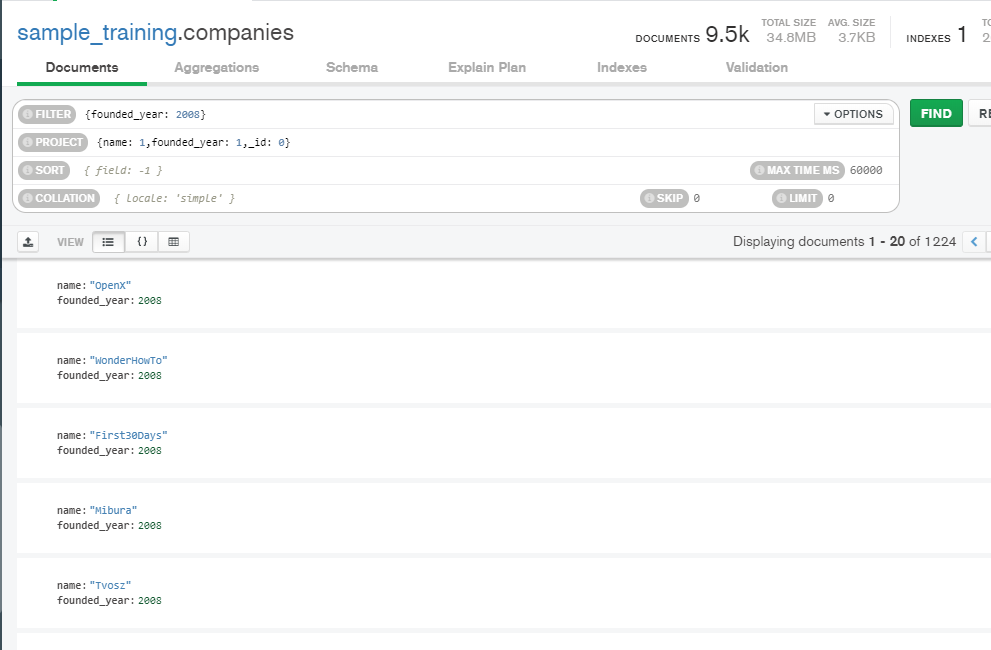 sample_training.companies
DOCUMENTS 9.5k TOTAL SIZE 34.8MB AVG. SIZE 3.7KB INDEXES 1
Documents Aggregations Schema Explain Plan Indexes Validation
FILTER {founded_year: 2008} OPTIONS FIND
PROJECT {name: 1,founded_year: 1,_id: 0}
SORT { field: -1 } MAX TIME MS 60000
COLLATION { locale: 'simple' } SKIP 0 LIMIT 0
VIEW {} Displaying documents 1 - 20 of 1224
name: "OpenX"
founded_year: 2008
name: "WonderHowTo"
founded_year: 2008
name: "First30Days"
founded_year: 2008
name: "Mibura"
founded_year: 2008
name: "Tvosz"
founded_year: 2008